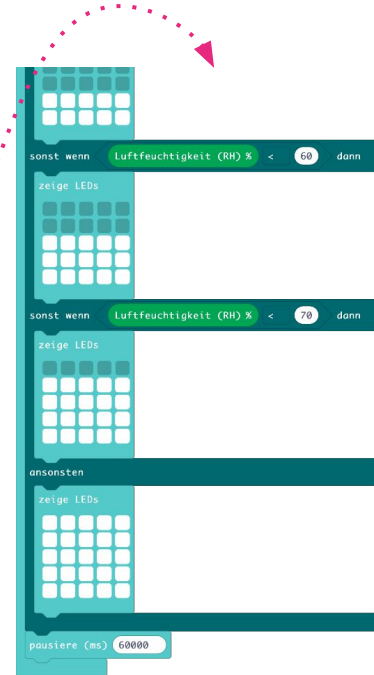 sonst wenn Luftfeuchtigkeit (RH) % < 60 dann
zeige LEDs
sonst wenn Luftfeuchtigkeit (RH) % < 70 dann
zeige LEDs
ansonsten
zeige LEDs
pausiere (ms) 60000